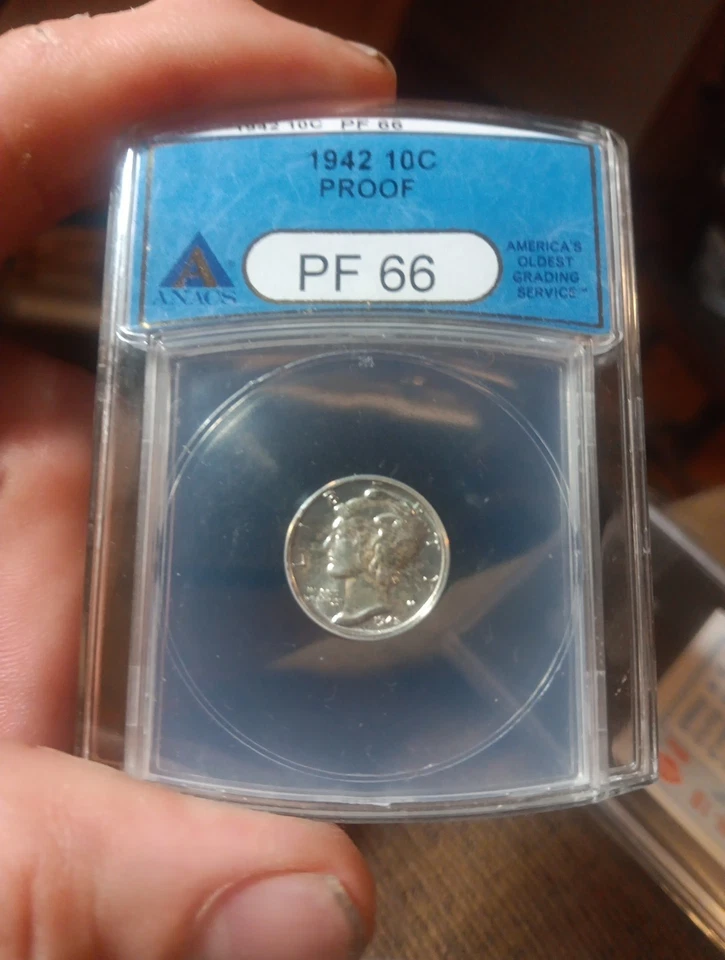 1942 10C PF 66
1942 10C
PROOF
ANACS
PF 66
AMERICA'S
OLDEST
GRADING
SERVICE™